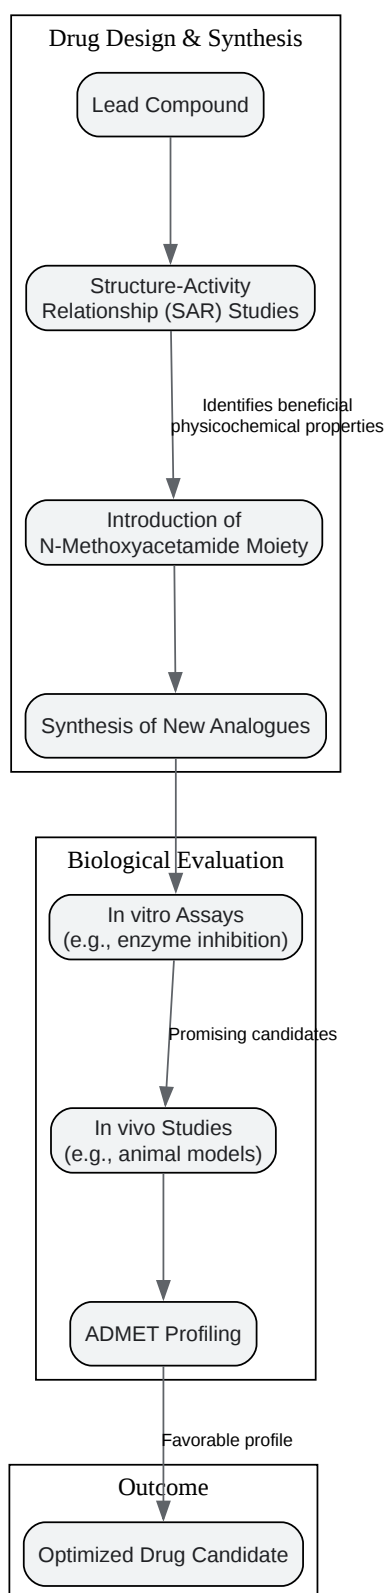 Drug Design & Synthesis
Lead Compound
Structure-Activity
Relationship (SAR) Studies
Identifies beneficial
physicochemical properties
Introduction of
N-Methoxyacetamide Moiety
Synthesis of New Analogues
Biological Evaluation
In vitro Assays
(e.g., enzyme inhibition)
Promising candidates
In vivo Studies
(e.g., animal models)
ADMET Profiling
Favorable profile
Outcome
Optimized Drug Candidate